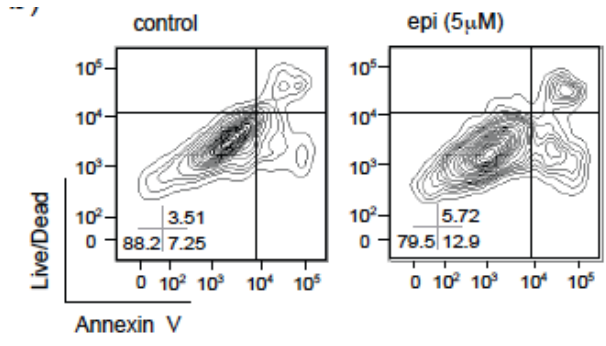 control
epi (5μM)
10⁵
10⁴
10³
10²
0
3.51
88.2 7.25
0 10² 10³ 10⁴ 10⁵
10⁵
10⁴
10³
10²
0
5.72
79.5 12.9
0 10² 10³ 10⁴ 10⁵
Live/Dead
Annexin V